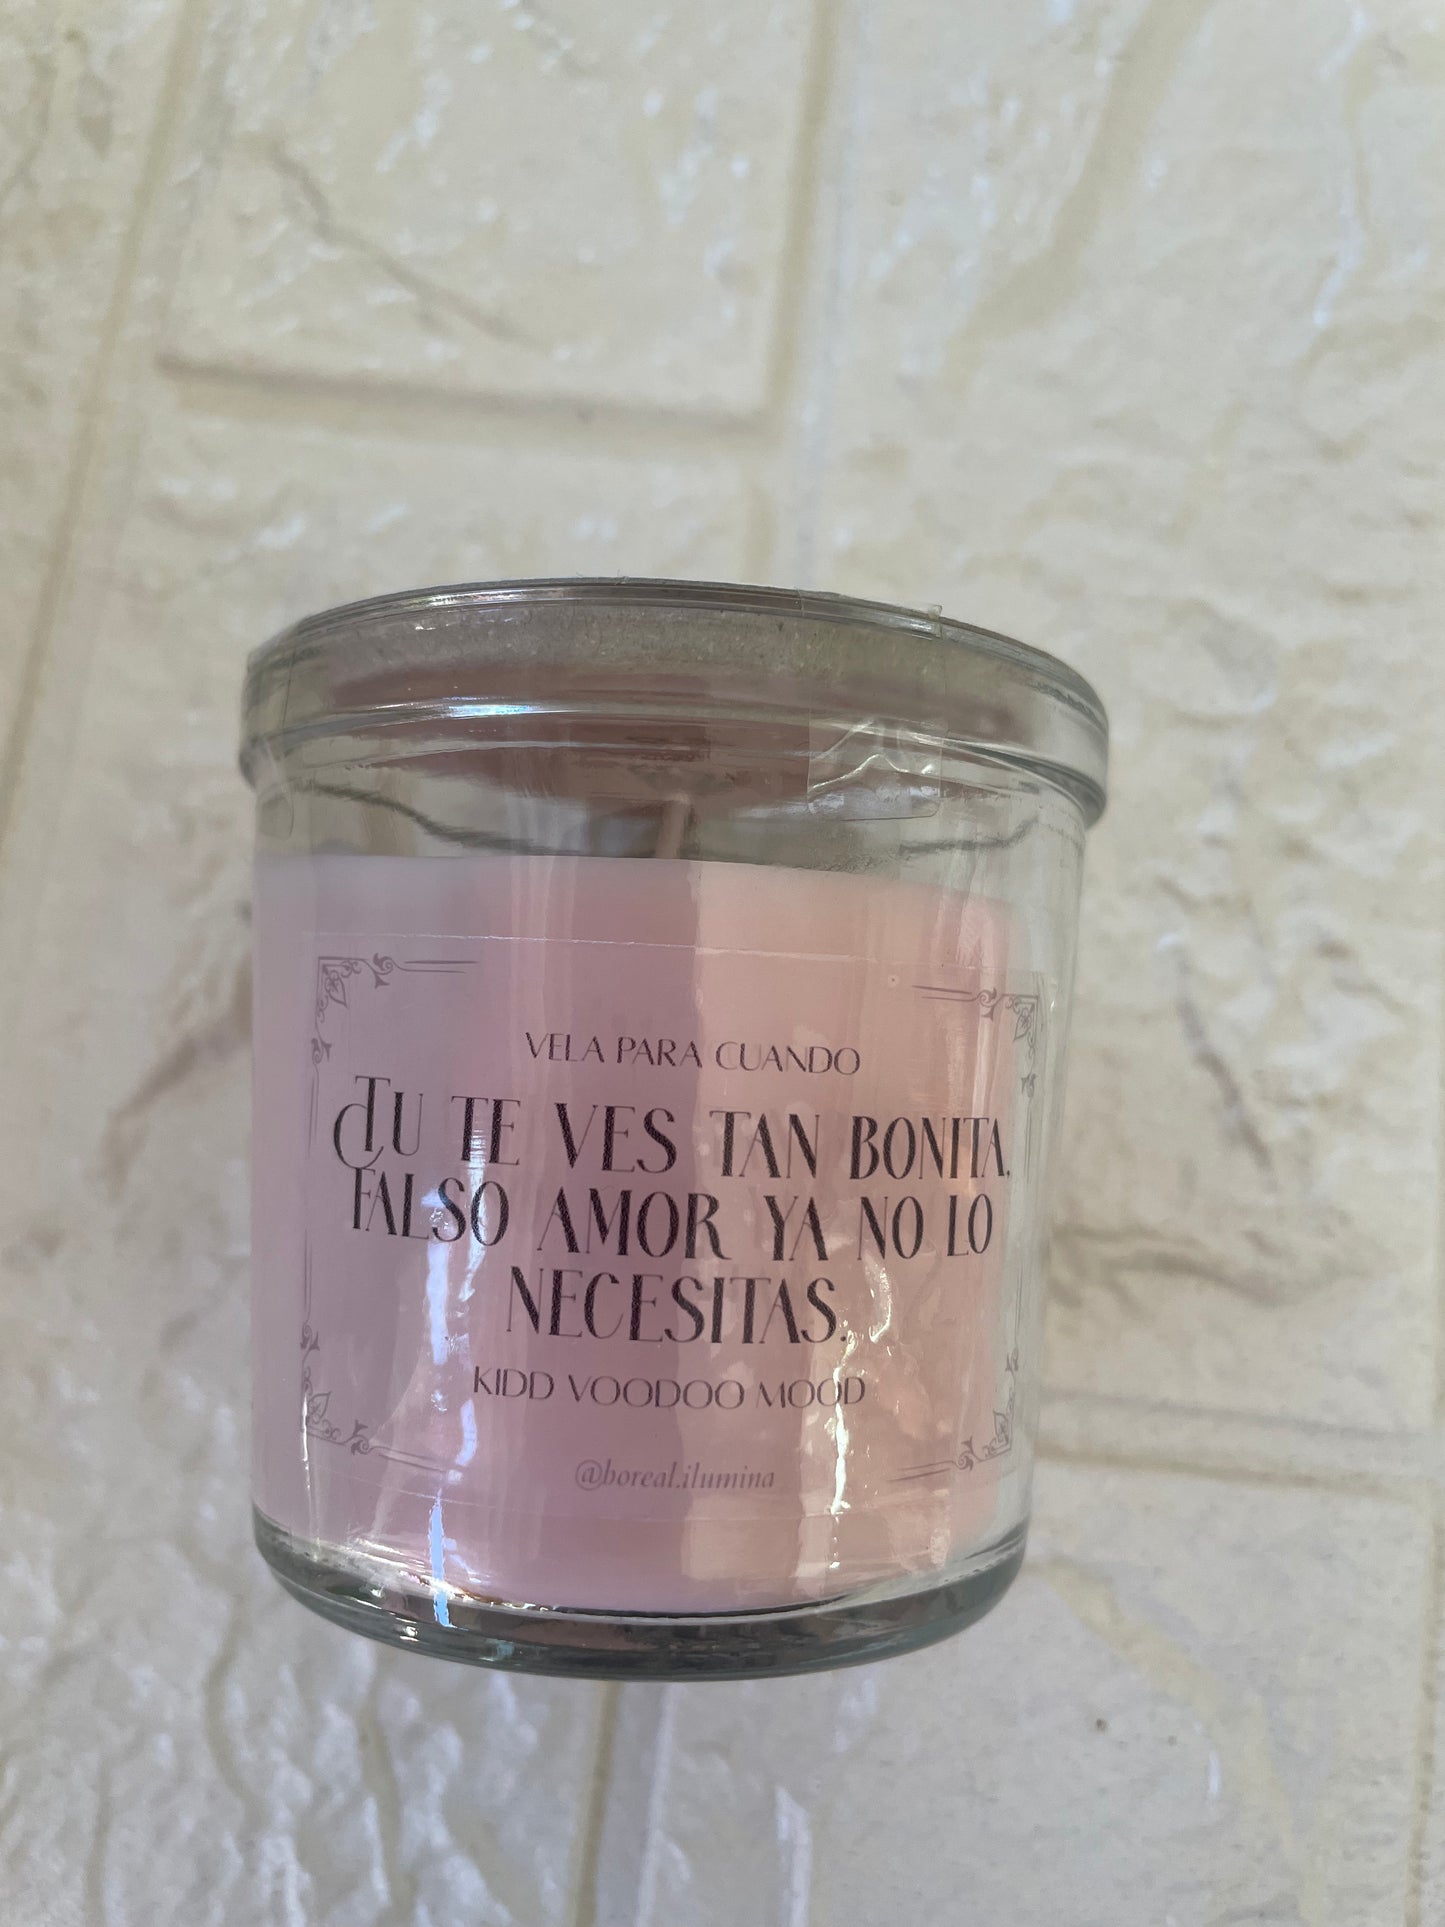 VELA PARA CUANDO
TU TE VES TAN BONITA,
FALSO AMOR YA NO LO
NECESITAS.
KIDD VOODOO MOOD
@boreal.ilumina